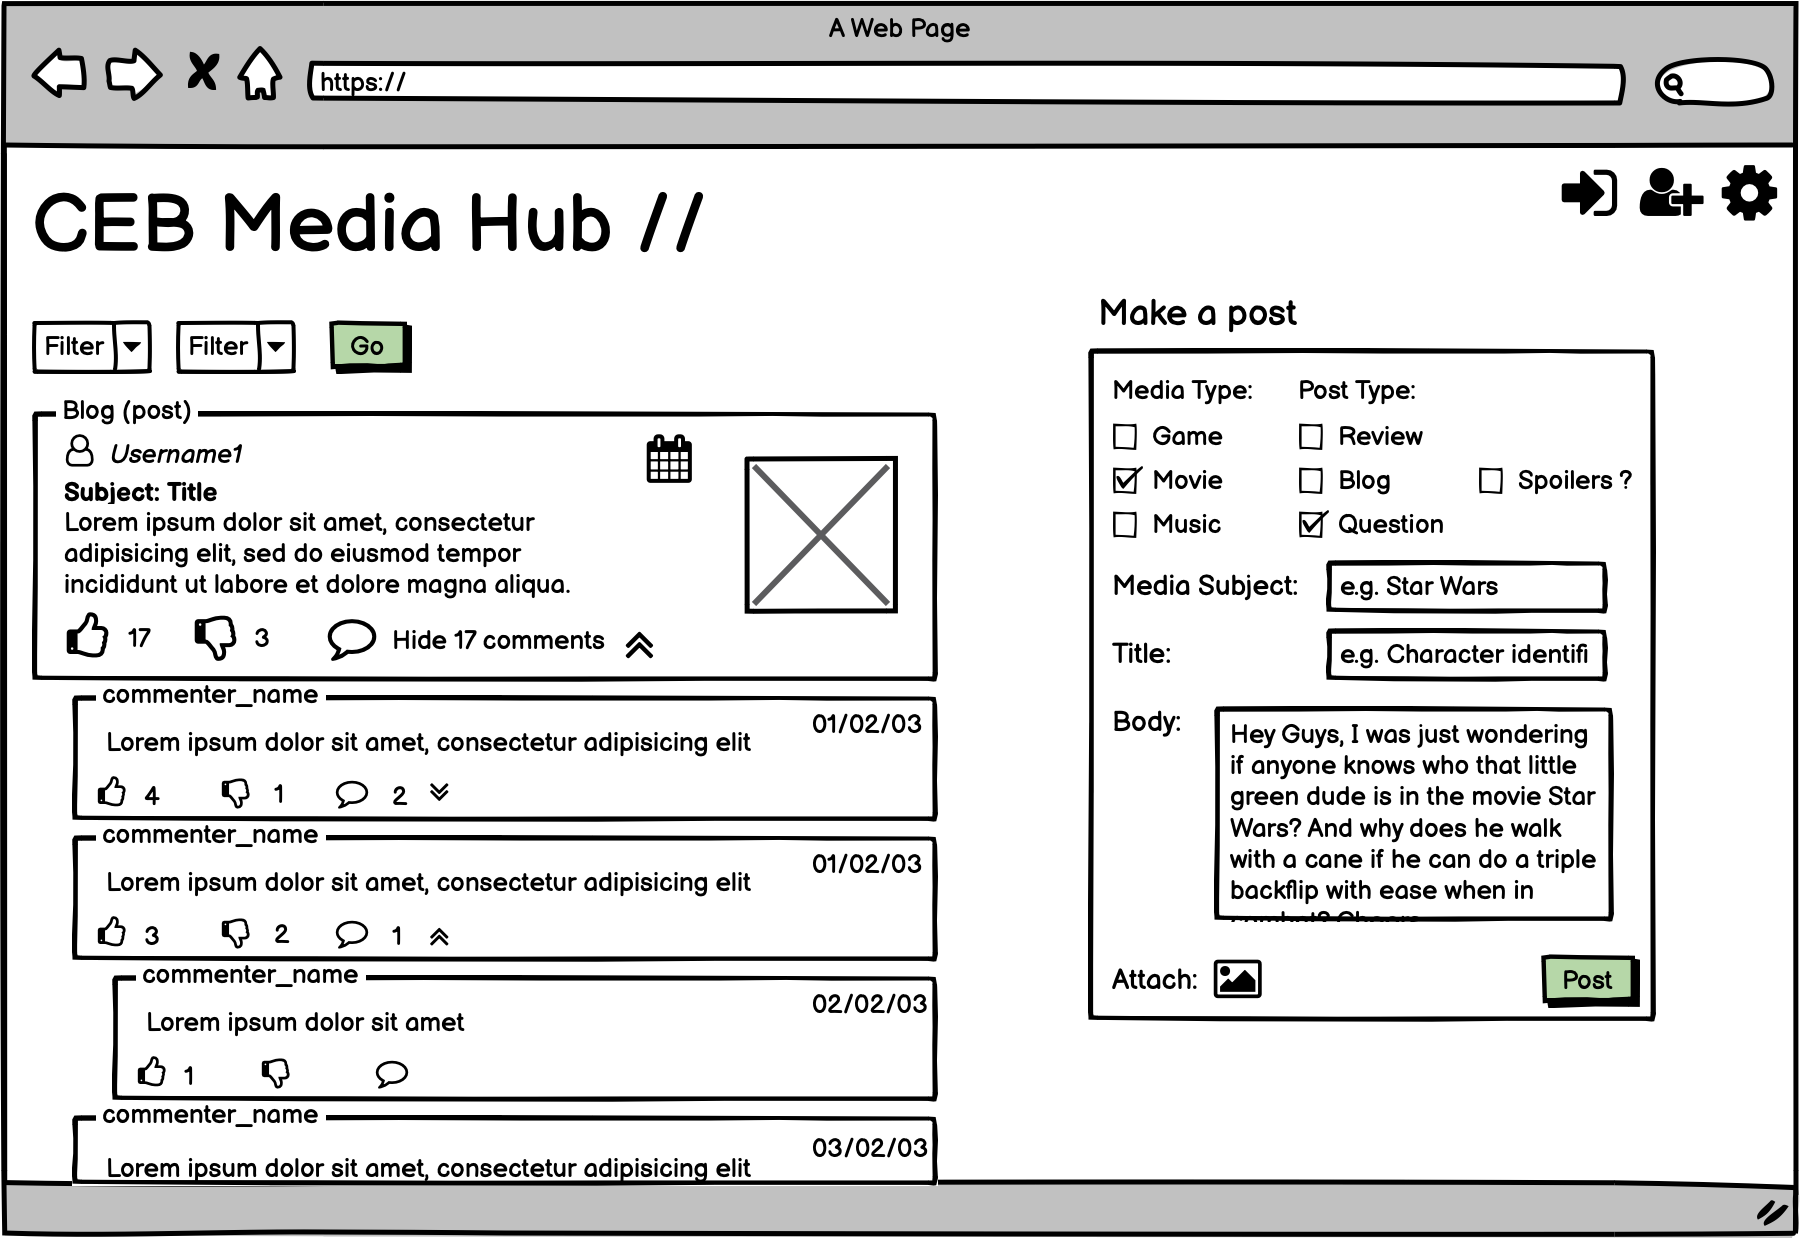 A Web Page
https://
CEB Media Hub //
Filter
Filter
Go
Blog (post)
Username1
Subject: Title
Lorem ipsum dolor sit amet, consectetur
adipisicing elit, sed do eiusmod tempor
incididunt ut labore et dolore magna aliqua.
17
3
Hide 17 comments
commenter_name
01/02/03
Lorem ipsum dolor sit amet, consectetur adipisicing elit
4
1
2
commenter_name
01/02/03
Lorem ipsum dolor sit amet, consectetur adipisicing elit
3
2
1
commenter_name
02/02/03
Lorem ipsum dolor sit amet
1
commenter_name
03/02/03
Lorem ipsum dolor sit amet, consectetur adipisicing elit
Make a post
Media Type: Post Type:
Game Review
Movie Blog Spoilers ?
Music Question
Media Subject: e.g. Star Wars
Title: e.g. Character identifi
Body:
Hey Guys, I was just wondering
if anyone knows who that little
green dude is in the movie Star
Wars? And why does he walk
with a cane if he can do a triple
backflip with ease when in
Attach:
Post